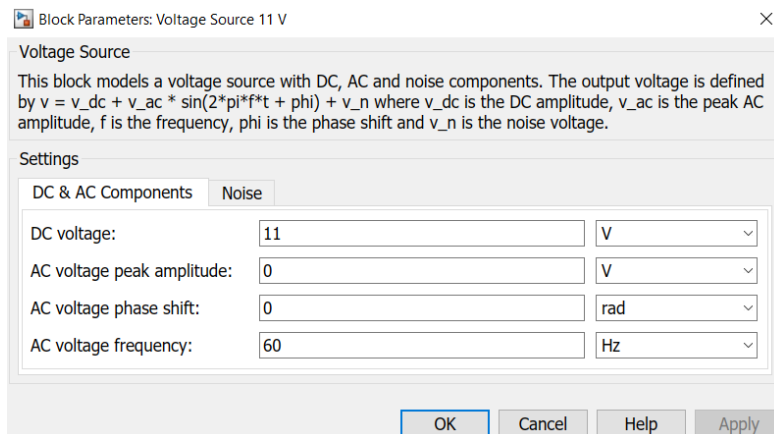 Block Parameters: Voltage Source 11 V
Voltage Source
This block models a voltage source with DC, AC and noise components. The output voltage is defined
by v = v_dc + v_ac * sin(2*pi*f*t + phi) + v_n where v_dc is the DC amplitude, v_ac is the peak AC
amplitude, f is the frequency, phi is the phase shift and v_n is the noise voltage.
Settings
DC & AC Components Noise
DC voltage: 11 V
AC voltage peak amplitude: 0 V
AC voltage phase shift: 0 rad
AC voltage frequency: 60 Hz
OK Cancel Help Apply